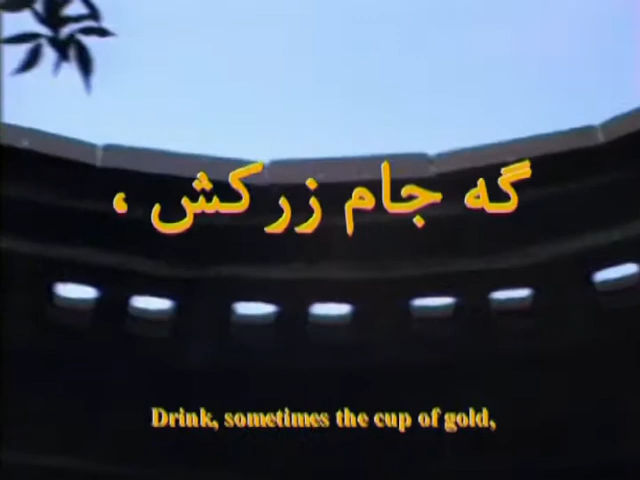 گه جام زرکش ،
Drink, sometimes the cup of gold,